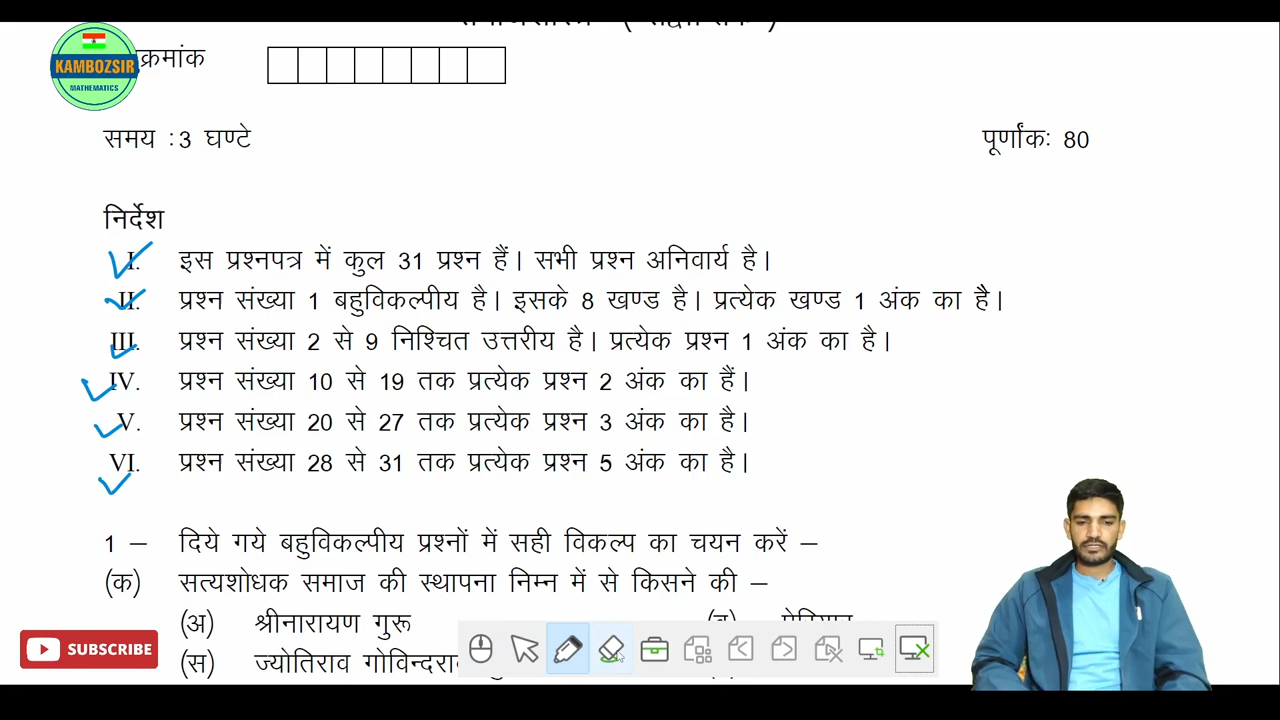 क्रमांक
KAMBOZSIR
MATHEMATICS
समय : 3 घण्टे पूर्णांकः 80
निर्देश
I. इस प्रश्नपत्र में कुल 31 प्रश्न हैं। सभी प्रश्न अनिवार्य है।
II. प्रश्न संख्या 1 बहुविकल्पीय है। इसके 8 खण्ड है। प्रत्येक खण्ड 1 अंक का है।
III. प्रश्न संख्या 2 से 9 निश्चित उत्तरीय है। प्रत्येक प्रश्न 1 अंक का है।
IV. प्रश्न संख्या 10 से 19 तक प्रत्येक प्रश्न 2 अंक का हैं।
V. प्रश्न संख्या 20 से 27 तक प्रत्येक प्रश्न 3 अंक का है।
VI. प्रश्न संख्या 28 से 31 तक प्रत्येक प्रश्न 5 अंक का है।
1 – दिये गये बहुविकल्पीय प्रश्नों में सही विकल्प का चयन करें –
(क) सत्यशोधक समाज की स्थापना निम्न में से किसने की –
(अ) श्रीनारायण गुरू
(स) ज्योतिराव
SUBSCRIBE